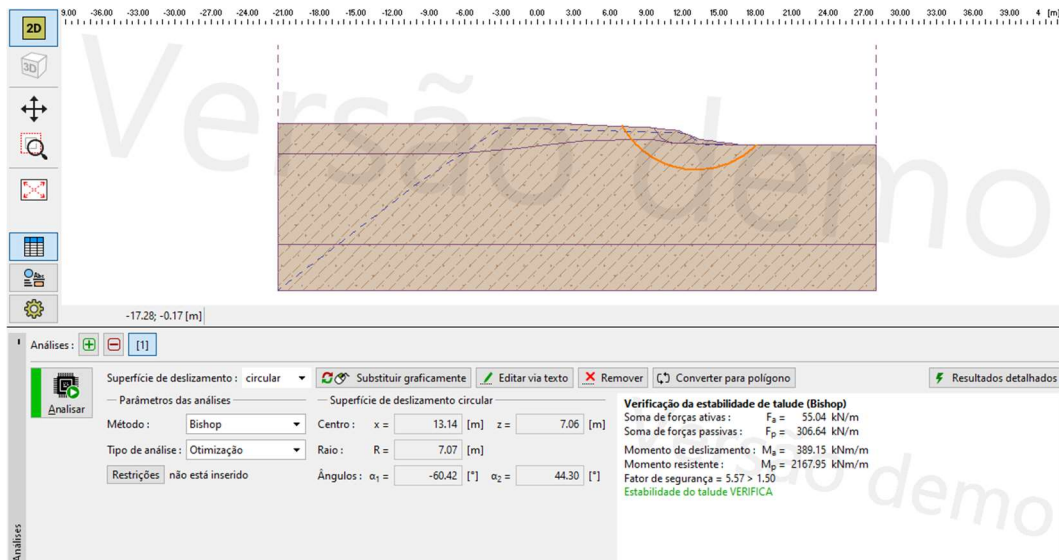 2D
9.00 -36.00 -33.00 -30.00 -27.00 -24.00 -21.00 -18.00 -15.00 -12.00 -9.00 -6.00 -3.00 0.00 3.00 6.00 9.00 12.00 15.00 18.00 21.00 24.00 27.00 30.00 33.00 36.00 39.00 4 [m]
3D
Versão demo
-17.28; -0.17 [m]
Análises : [1]
Analisar
Superfície de deslizamento : circular Substituir graficamente Editar via texto Remover Converter para polígono Resultados detalhados
Parâmetros das análises
Método : Bishop
Tipo de análise : Otimização
Restrições não está inserido
Superfície de deslizamento circular
Centro : x = 13.14 [m] z = 7.06 [m]
Raio : R = 7.07 [m]
Ângulos : α1 = -60.42 [°] α2 = 44.30 [°]
Verificação da estabilidade de talude (Bishop)
Soma de forças ativas : Fa = 55.04 kN/m
Soma de forças passivas : Fp = 306.64 kN/m
Momento de deslizamento : Ma = 389.15 kNm/m
Momento resistente : Mp = 2167.95 kNm/m
Fator de segurança = 5.57 > 1.50
Estabilidade do talude VERIFICA
Versão demo
Análises